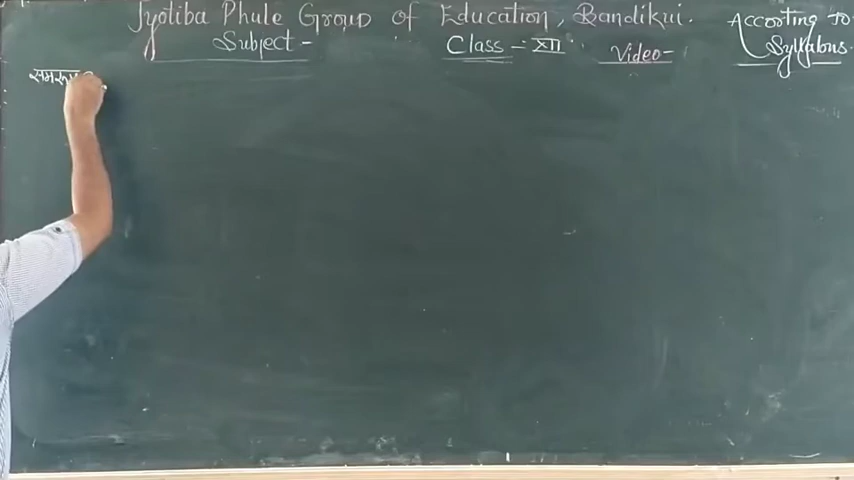 Jyotiba Phule Group of Education, Bandikui.
Subject -
Class - XII
Video -
According To
Syllabus.